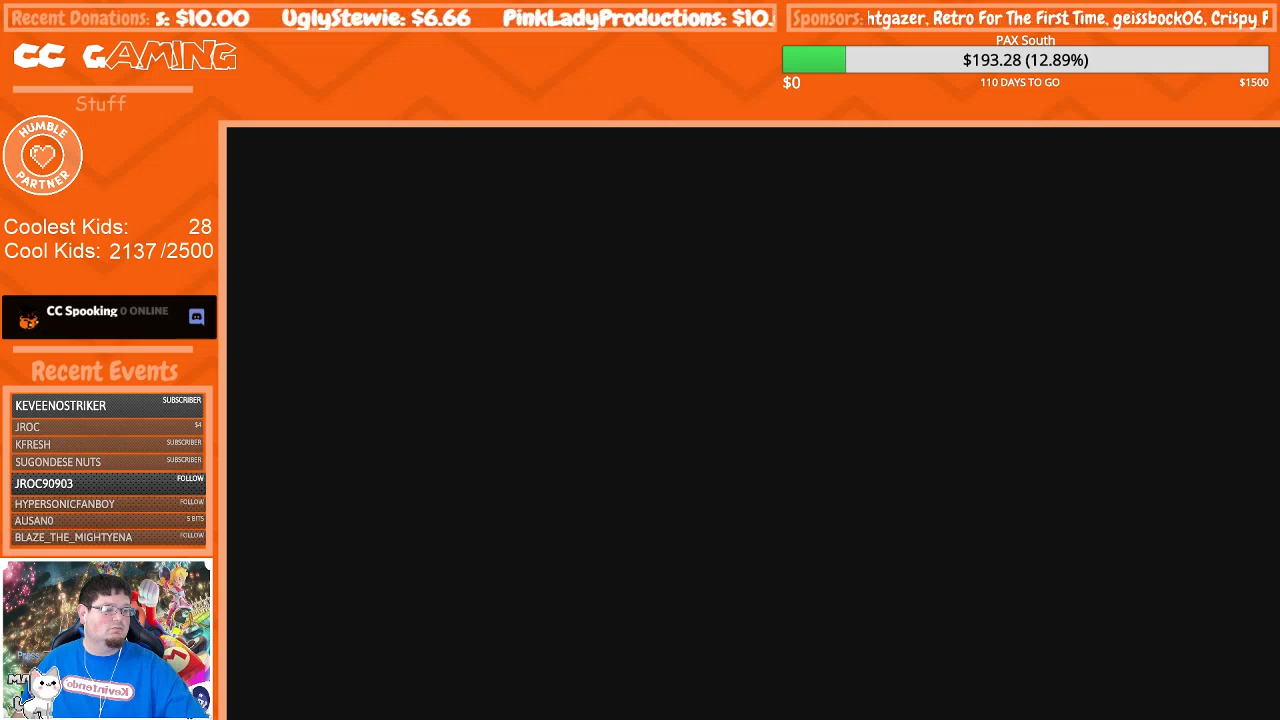 Recent Donations: s: $10.00 UglyStewie: $6.66 PinkLadyProductions: $10.
Sponsors: htgazer, Retro For The First Time, geissbock06, Crispy
CC GAMING
PAX South
$193.28 (12.89%)
$0 110 DAYS TO GO $1500
Stuff
HUMBLE
PARTNER
Coolest Kids: 28
Cool Kids: 2137 /2500
CC Spooking 0 ONLINE
Recent Events
KEVEENOSTRIKER SUBSCRIBER
JROC $4
KFRESH SUBSCRIBER
SUGONDESE NUTS SUBSCRIBER
JROC90903 FOLLOW
HYPERSONICFANBOY FOLLOW
AUSAN0 5 BITS
BLAZE_THE_MIGHTYENA FOLLOW
Press
Kevintendo